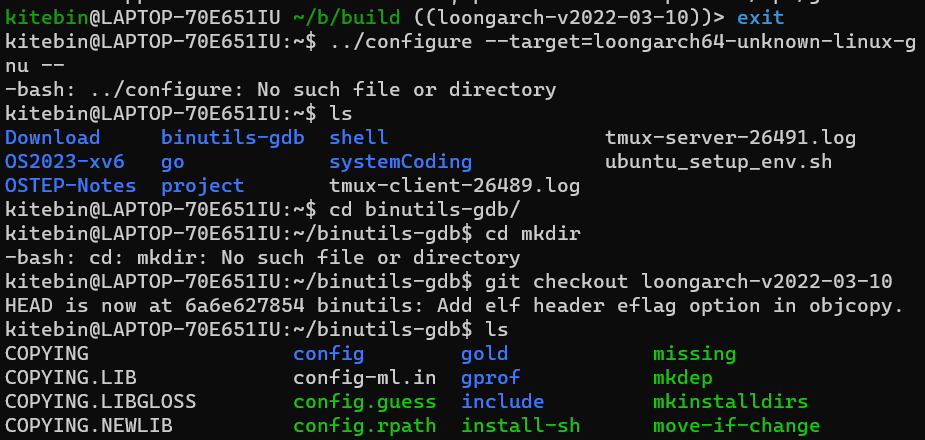 kitebin@LAPTOP-70E651IU ~/b/build ((loongarch-v2022-03-10))> exit
kitebin@LAPTOP-70E651IU:~$ ../configure --target=loongarch64-unknown-linux-g
nu --
-bash: ../configure: No such file or directory
kitebin@LAPTOP-70E651IU:~$ ls
Download     binutils-gdb  shell                  tmux-server-26491.log
OS2023-xv6   go            systemCoding           ubuntu_setup_env.sh
OSTEP-Notes  project       tmux-client-26489.log
kitebin@LAPTOP-70E651IU:~$ cd binutils-gdb/
kitebin@LAPTOP-70E651IU:~/binutils-gdb$ cd mkdir
-bash: cd: mkdir: No such file or directory
kitebin@LAPTOP-70E651IU:~/binutils-gdb$ git checkout loongarch-v2022-03-10
HEAD is now at 6a6e627854 binutils: Add elf header eflag option in objcopy.
kitebin@LAPTOP-70E651IU:~/binutils-gdb$ ls
COPYING                 config        gold            missing
COPYING.LIB             config-ml.in  gprof           mkdep
COPYING.LIBGLOSS        config.guess  include         mkinstalldirs
COPYING.NEWLIB          config.rpath  install-sh      move-if-change